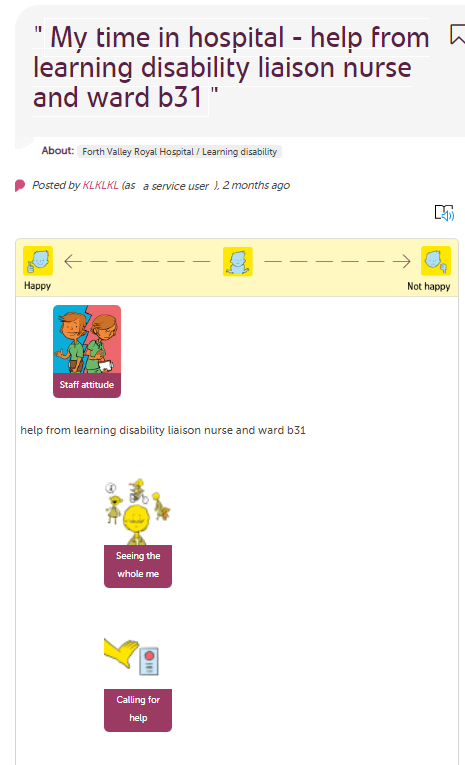 " My time in hospital - help from
learning disability liaison nurse
and ward b31 "
About: Forth Valley Royal Hospital / Learning disability
Posted by KLKLKL (as a service user ), 2 months ago
Happy
Not happy
Staff attitude
help from learning disability liaison nurse and ward b31
Seeing the
whole me
Calling for
help